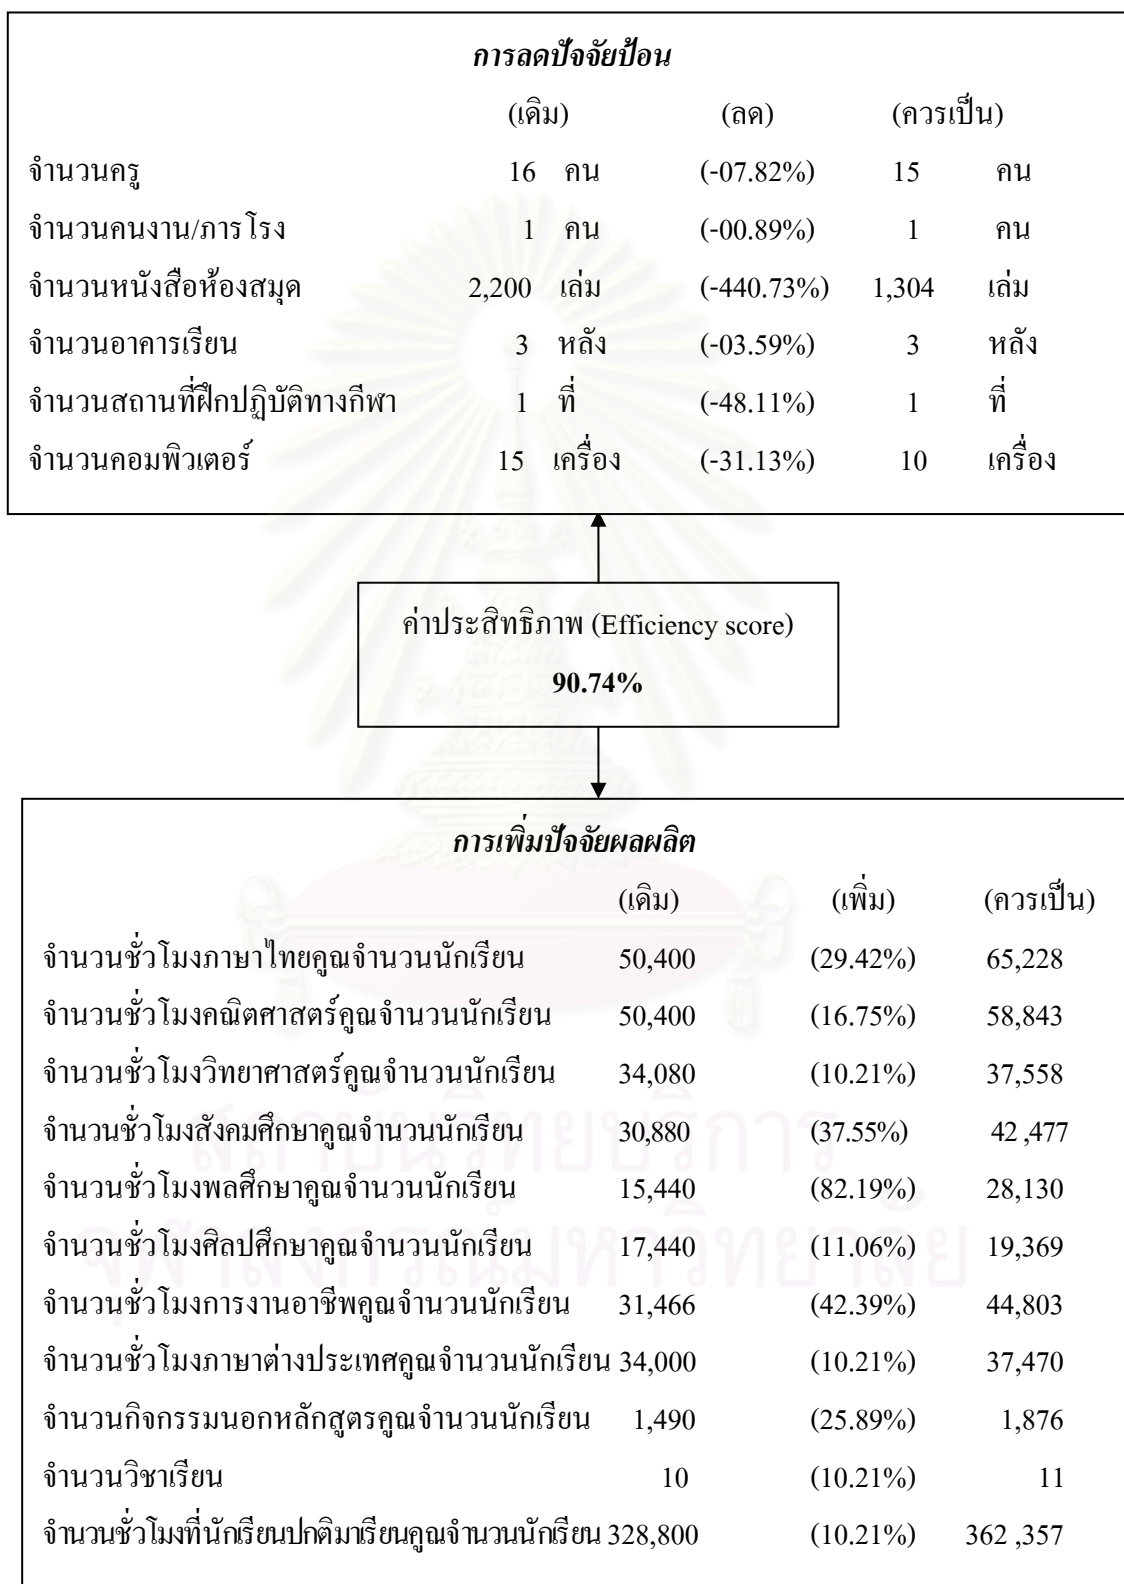 การลดปัจจัยป้อน
(เดิม) (ลด) (ควรเป็น)
จำนวนครู 16 คน (-07.82%) 15 คน
จำนวนคนงาน/ภารโรง 1 คน (-00.89%) 1 คน
จำนวนหนังสือห้องสมุด 2,200 เล่ม (-440.73%) 1,304 เล่ม
จำนวนอาคารเรียน 3 หลัง (-03.59%) 3 หลัง
จำนวนสถานที่ฝึกปฏิบัติทางกีฬา 1 ที่ (-48.11%) 1 ที่
จำนวนคอมพิวเตอร์ 15 เครื่อง (-31.13%) 10 เครื่อง
ค่าประสิทธิภาพ (Efficiency score)
90.74%
การเพิ่มปัจจัยผลผลิต
(เดิม) (เพิ่ม) (ควรเป็น)
จำนวนชั่วโมงภาษาไทยคูณจำนวนนักเรียน 50,400 (29.42%) 65,228
จำนวนชั่วโมงคณิตศาสตร์คูณจำนวนนักเรียน 50,400 (16.75%) 58,843
จำนวนชั่วโมงวิทยาศาสตร์คูณจำนวนนักเรียน 34,080 (10.21%) 37,558
จำนวนชั่วโมงสังคมศึกษาคูณจำนวนนักเรียน 30,880 (37.55%) 42 ,477
จำนวนชั่วโมงพลศึกษาคูณจำนวนนักเรียน 15,440 (82.19%) 28,130
จำนวนชั่วโมงศิลปศึกษาคูณจำนวนนักเรียน 17,440 (11.06%) 19,369
จำนวนชั่วโมงการงานอาชีพคูณจำนวนนักเรียน 31,466 (42.39%) 44,803
จำนวนชั่วโมงภาษาต่างประเทศคูณจำนวนนักเรียน 34,000 (10.21%) 37,470
จำนวนกิจกรรมนอกหลักสูตรคูณจำนวนนักเรียน 1,490 (25.89%) 1,876
จำนวนวิชาเรียน 10 (10.21%) 11
จำนวนชั่วโมงที่นักเรียนปกติมาเรียนคูณจำนวนนักเรียน 328,800 (10.21%) 362 ,357
สถาบันวิทยบริการ
จุฬาลงกรณ์มหาวิทยาลัย